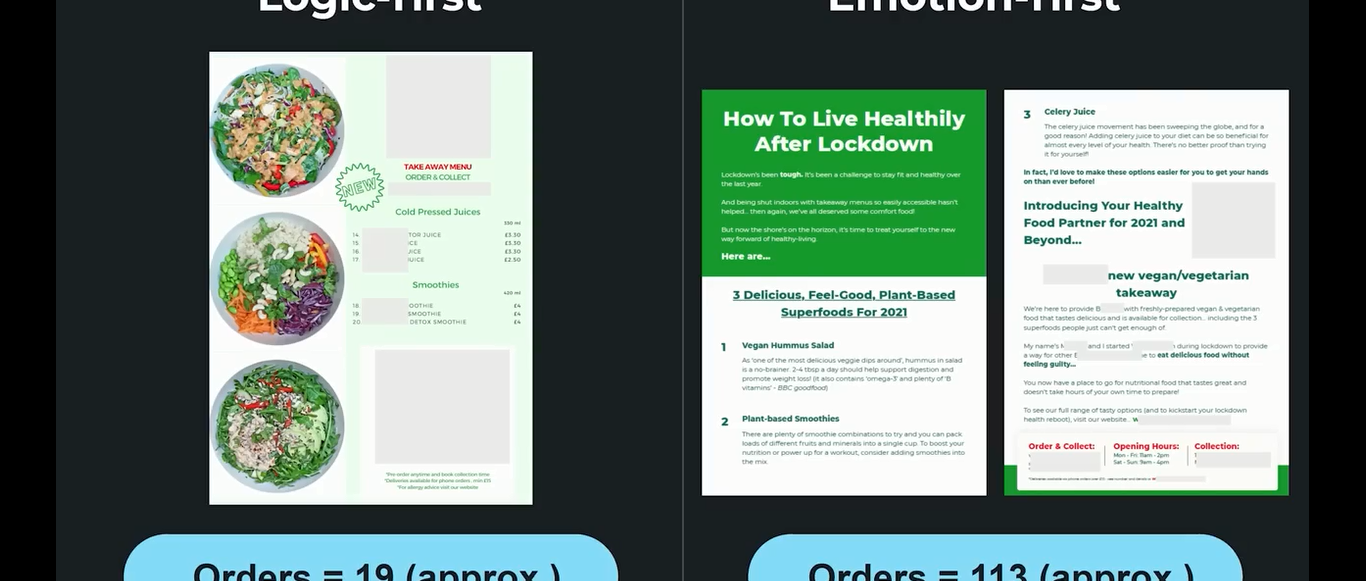 Logic-first
TAKE AWAY MENU
ORDER & COLLECT
NEW
Cold Pressed Juices
330 ml
14 TOR JUICE £3.30
15 ICE £3.30
16 JICE £3.30
17 JUICE £2.50
Smoothies
420 ml
18 OOTHIE £4
19 SMOOTHIE £4
20 DETOX SMOOTHIE £4
*Pre-order anytime and book collection time
*Deliveries available for phone orders , min £15
*For allergy advice visit our website
Orders = 19 (approx.)
Emotion-first
How To Live Healthily
After Lockdown
Lockdown's been tough. It's been a challenge to stay fit and healthy over
the last year.
And being shut indoors with takeaway menus so easily accessible hasn't
helped... then again, we've all deserved some comfort food!
But now the shore's on the horizon, it's time to treat yourself to the new
way forward of healthy-living.
Here are...
3 Delicious, Feel-Good, Plant-Based
Superfoods For 2021
1 Vegan Hummus Salad
As 'one of the most delicious veggie dips around', hummus in salad
is a no-brainer. 2-4 tbsp a day should help support digestion and
promote weight loss! (it also contains 'omega-3' and plenty of 'B
vitamins' - BBC goodfood)
2 Plant-based Smoothies
There are plenty of smoothie combinations to try and you can pack
loads of different fruits and minerals into a single cup. To boost your
nutrition or power up for a workout, consider adding smoothies into
the mix.
3 Celery Juice
The celery juice movement has been sweeping the globe, and for a
good reason! Adding celery juice to your diet can be so beneficial for
almost every level of your health. There's no better proof than trying
it for yourself!
In fact, I'd love to make these options easier for you to get your hands
on than ever before!
Introducing Your Healthy
Food Partner for 2021 and
Beyond...
new vegan/vegetarian
takeaway
We're here to provide B with freshly-prepared vegan & vegetarian
food that tastes delicious and is available for collection... including the 3
superfoods people just can't get enough of.
My name's and I started during lockdown to provide
a way for other to eat delicious food without
feeling guilty...
You now have a place to go for nutritional food that tastes great and
doesn't take hours of your own time to prepare!
To see our full range of tasty options (and to kickstart your lockdown
health reboot), visit our website...
Order & Collect:
Opening Hours:
Mon - Fri: 11am - 2pm
Sat - Sun: 9am - 4pm
Collection:
Orders = 113 (approx.)